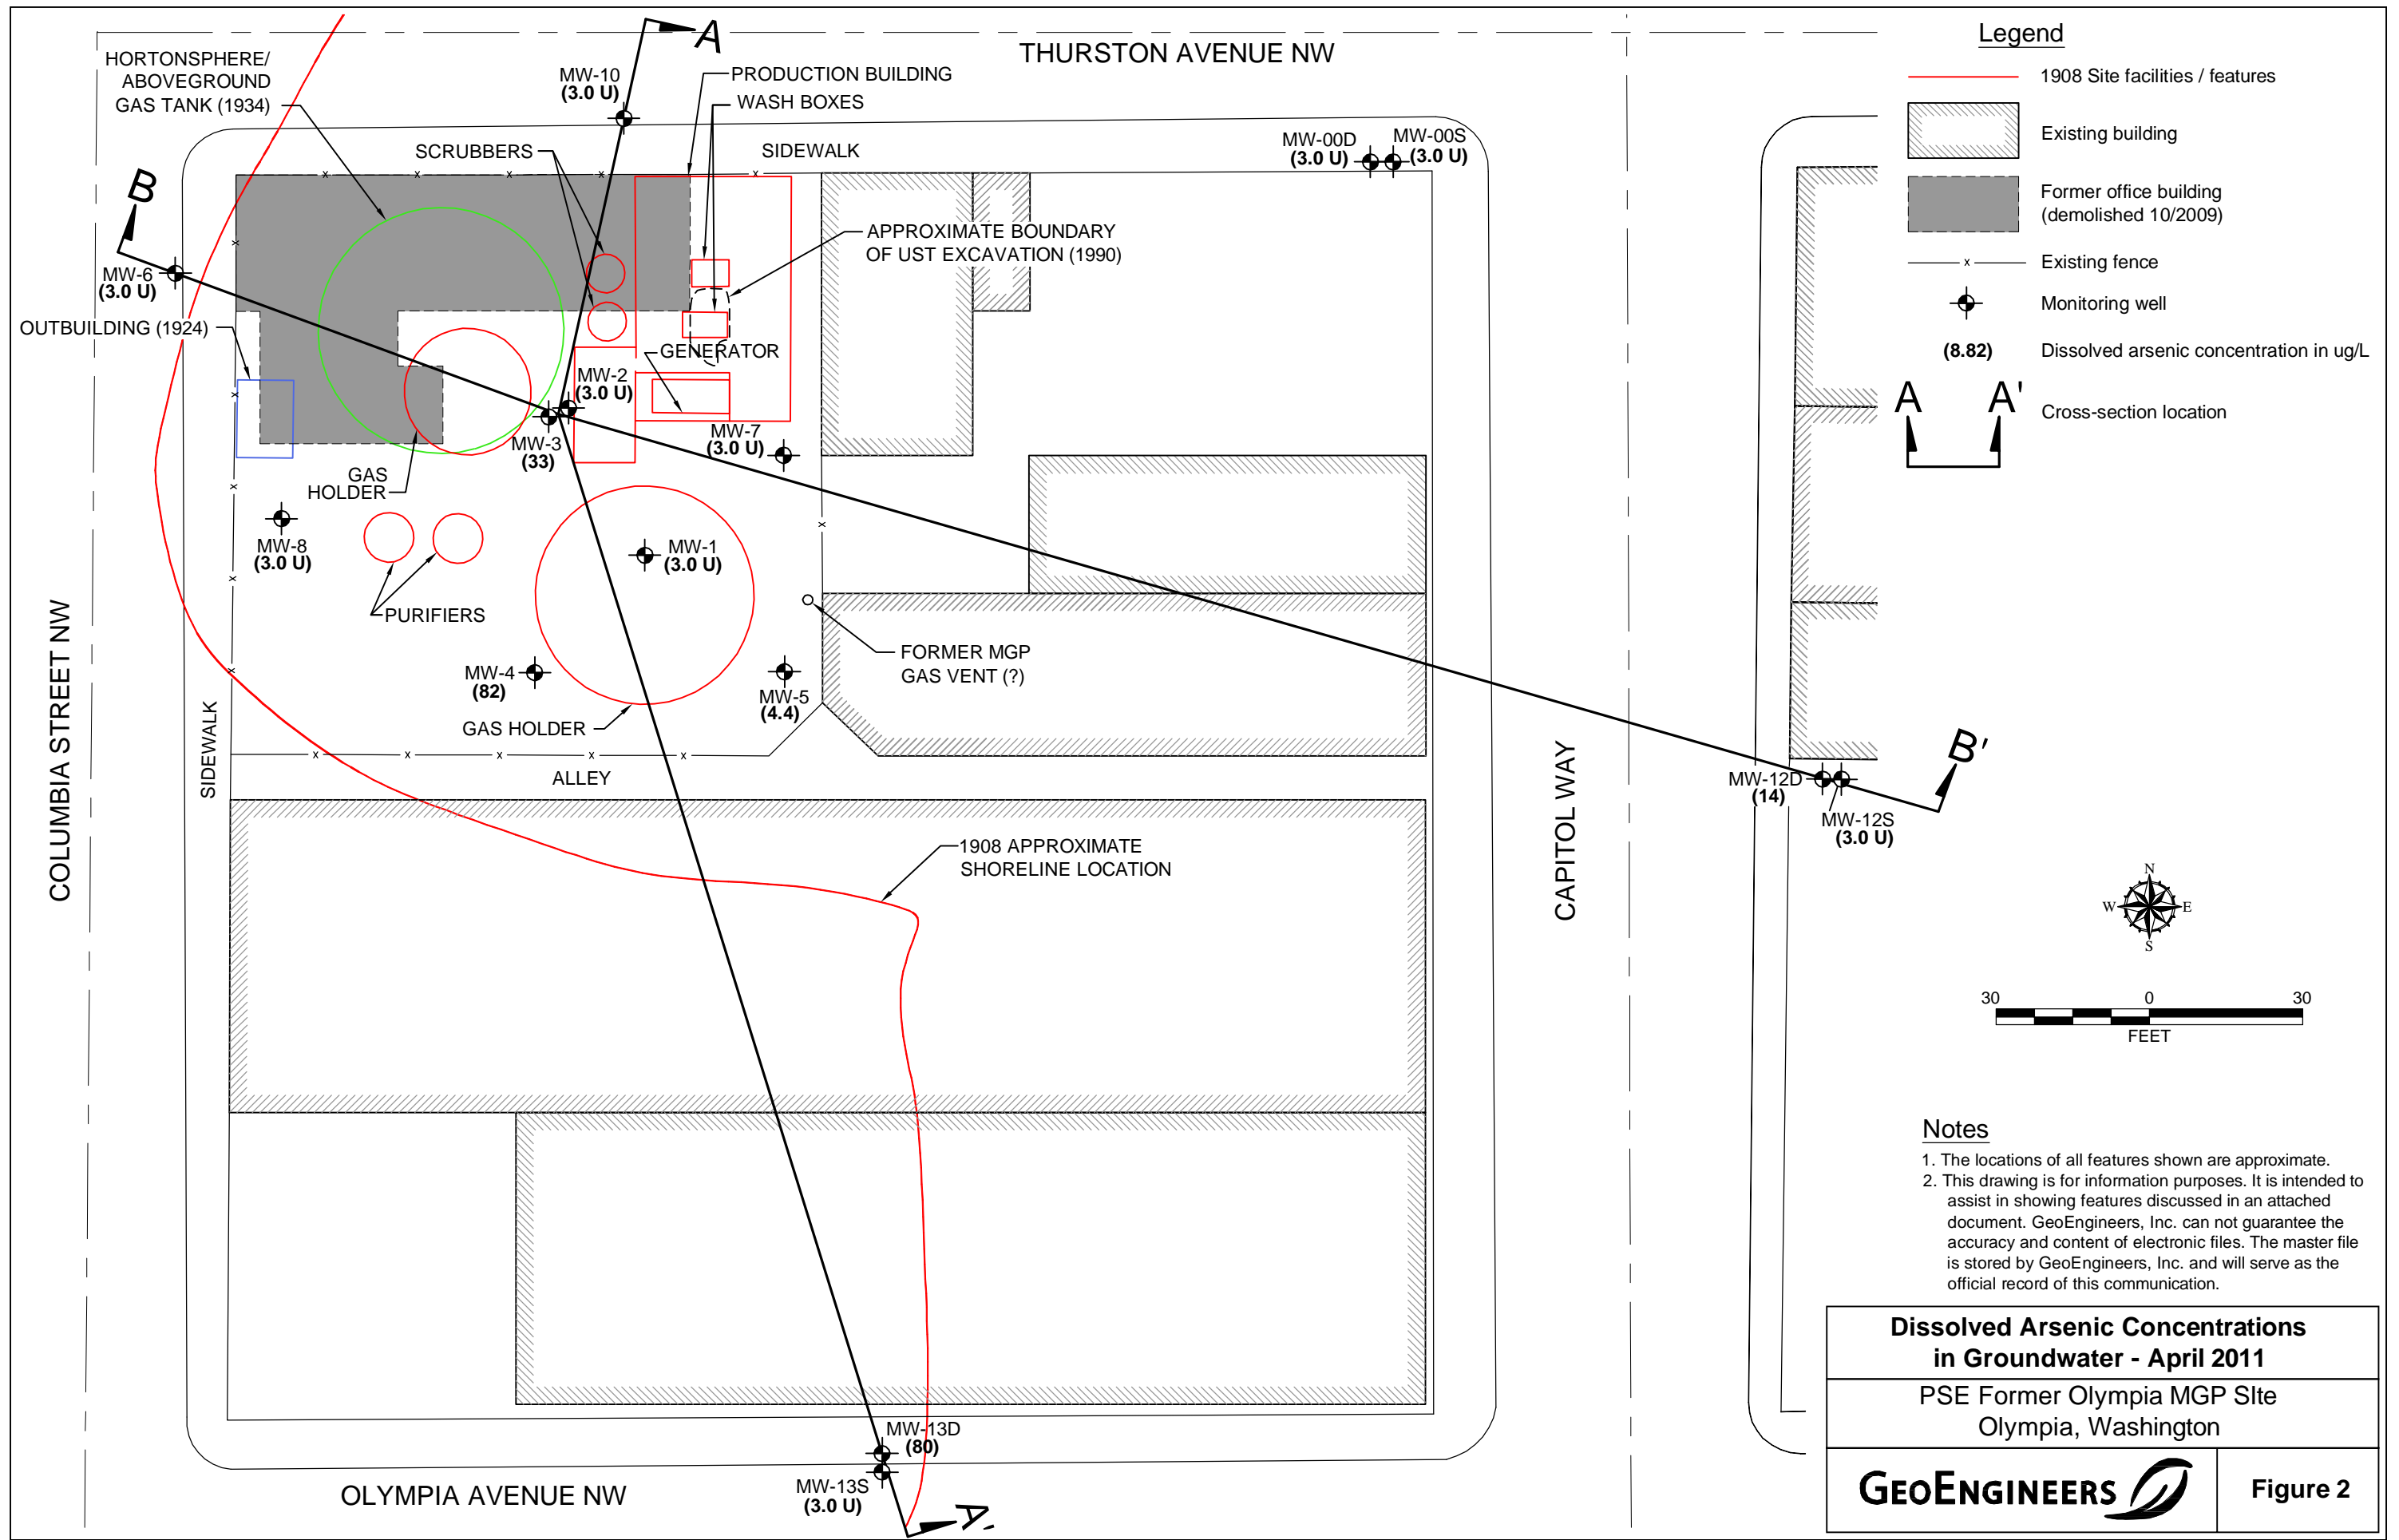 HORTONSPHERE/
ABOVEGROUND
GAS TANK (1934)
MW-10
(3.0 U)
A
THURSTON AVENUE NW
PRODUCTION BUILDING
WASH BOXES
SCRUBBERS
SIDEWALK
MW-00D
(3.0 U)
MW-00S
(3.0 U)
B
APPROXIMATE BOUNDARY
OF UST EXCAVATION (1990)
MW-6
(3.0 U)
OUTBUILDING (1924)
GENERATOR
MW-2
(3.0 U)
MW-3
(33)
MW-7
(3.0 U)
GAS
HOLDER
MW-8
(3.0 U)
MW-1
(3.0 U)
PURIFIERS
FORMER MGP
GAS VENT (?)
MW-4
(82)
MW-5
(4.4)
GAS HOLDER
COLUMBIA STREET NW
SIDEWALK
ALLEY
CAPITOL WAY
B'
MW-12D
(14)
MW-12S
(3.0 U)
1908 APPROXIMATE
SHORELINE LOCATION
MW-13D
(80)
MW-13S
(3.0 U)
OLYMPIA AVENUE NW
A'
Legend
1908 Site facilities / features
Existing building
Former office building
(demolished 10/2009)
x Existing fence
Monitoring well
(8.82) Dissolved arsenic concentration in ug/L
A A' Cross-section location
N
W E
S
30 0 30
FEET
Notes
1. The locations of all features shown are approximate.
2. This drawing is for information purposes. It is intended to
assist in showing features discussed in an attached
document. GeoEngineers, Inc. can not guarantee the
accuracy and content of electronic files. The master file
is stored by GeoEngineers, Inc. and will serve as the
official record of this communication.
Dissolved Arsenic Concentrations
in Groundwater - April 2011
PSE Former Olympia MGP SIte
Olympia, Washington
GEOENGINEERS
Figure 2